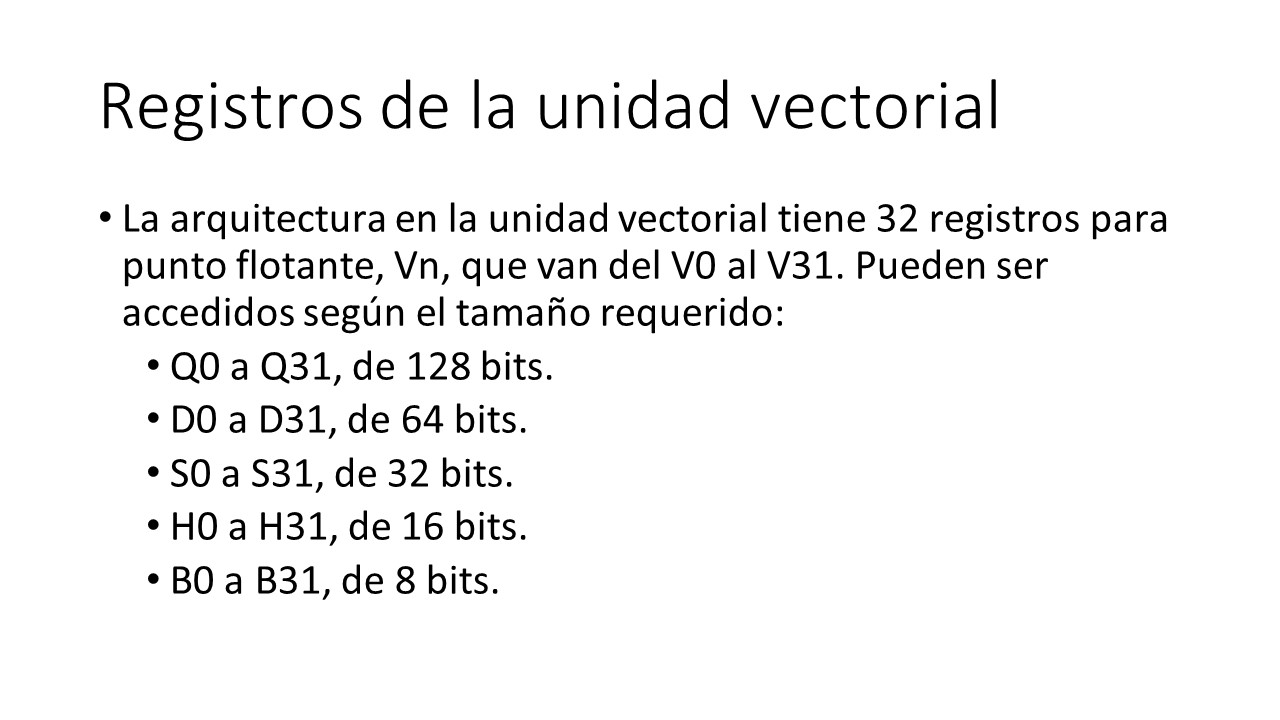 Registros de la unidad vectorial
• La arquitectura en la unidad vectorial tiene 32 registros para
punto flotante, Vn, que van del V0 al V31. Pueden ser
accedidos según el tamaño requerido:
• Q0 a Q31, de 128 bits.
• D0 a D31, de 64 bits.
• S0 a S31, de 32 bits.
• H0 a H31, de 16 bits.
• B0 a B31, de 8 bits.